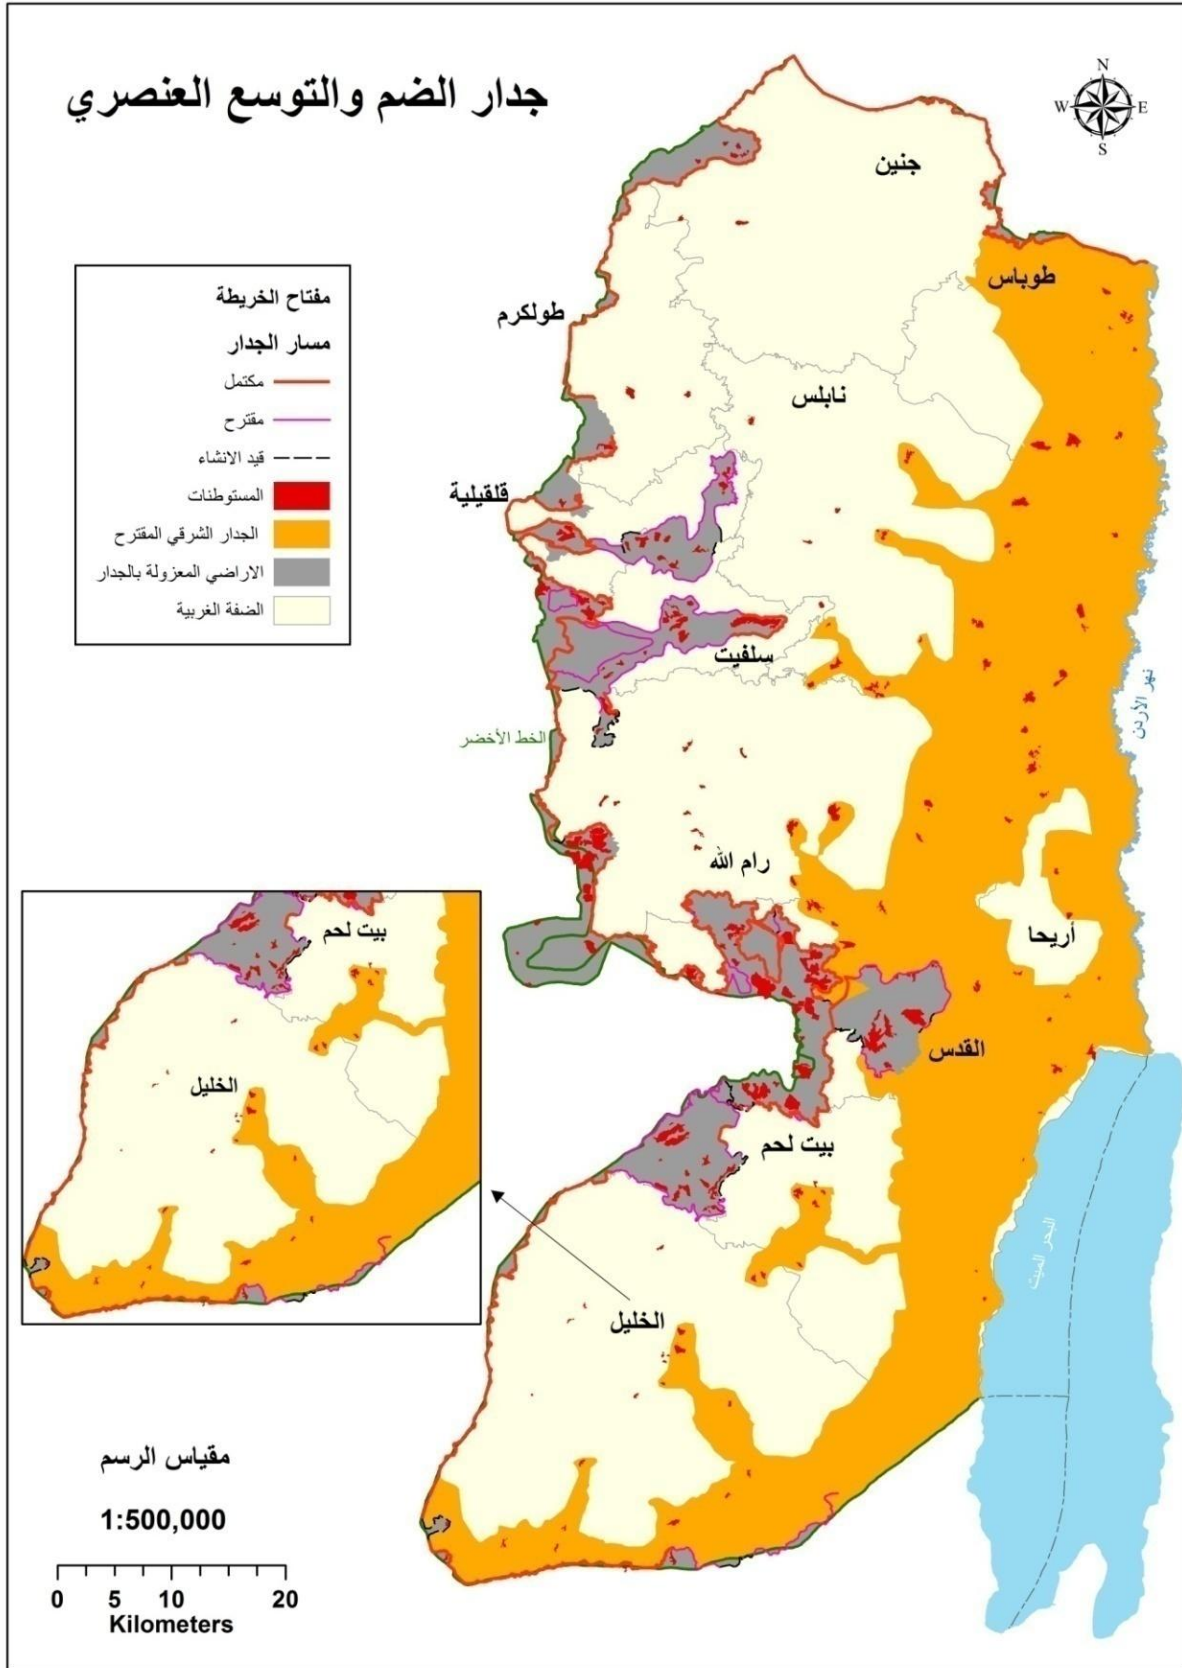 جدار الضم والتوسع العنصري
N
W
E
S
مفتاح الخريطة
مسار الجدار
مكتمل
مقترح
قيد الانشاء
المستوطنات
الجدار الشرقي المقترح
الاراضي المعزولة بالجدار
الضفة الغربية
جنين
طوباس
طولكرم
نابلس
قلقيلية
سلفيت
نهر الأردن
الخط الأخضر
رام الله
أريحا
القدس
بيت لحم
الخليل
البحر الميت
بيت لحم
الخليل
مقياس الرسم
1:500,000
0 5 10 20
Kilometers